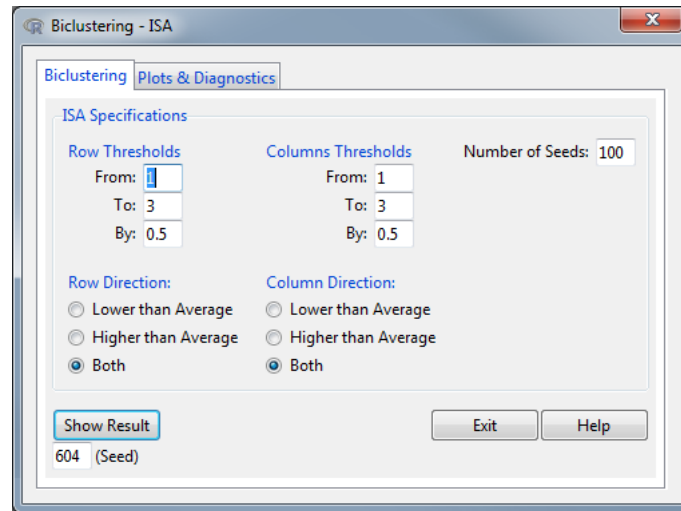 Biclustering - ISA
Biclustering Plots & Diagnostics
ISA Specifications
Row Thresholds Columns Thresholds Number of Seeds: 100
From: 1 From: 1
To: 3 To: 3
By: 0.5 By: 0.5
Row Direction: Column Direction:
Lower than Average Lower than Average
Higher than Average Higher than Average
Both Both
Show Result Exit Help
604 (Seed)